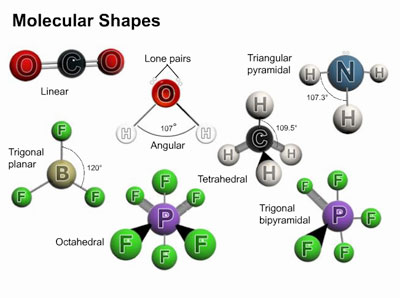 Molecular Shapes
O C O
Linear
Lone pairs
O
H H
107°
Angular
Triangular
pyramidal
N
H H
H
107.3°
F
B
F F
120°
Trigonal
planar
H
C
H H
H
109.5°
Tetrahedral
F
F F
P
F F
F
Octahedral
F
F
P
F F
F
Trigonal
bipyramidal